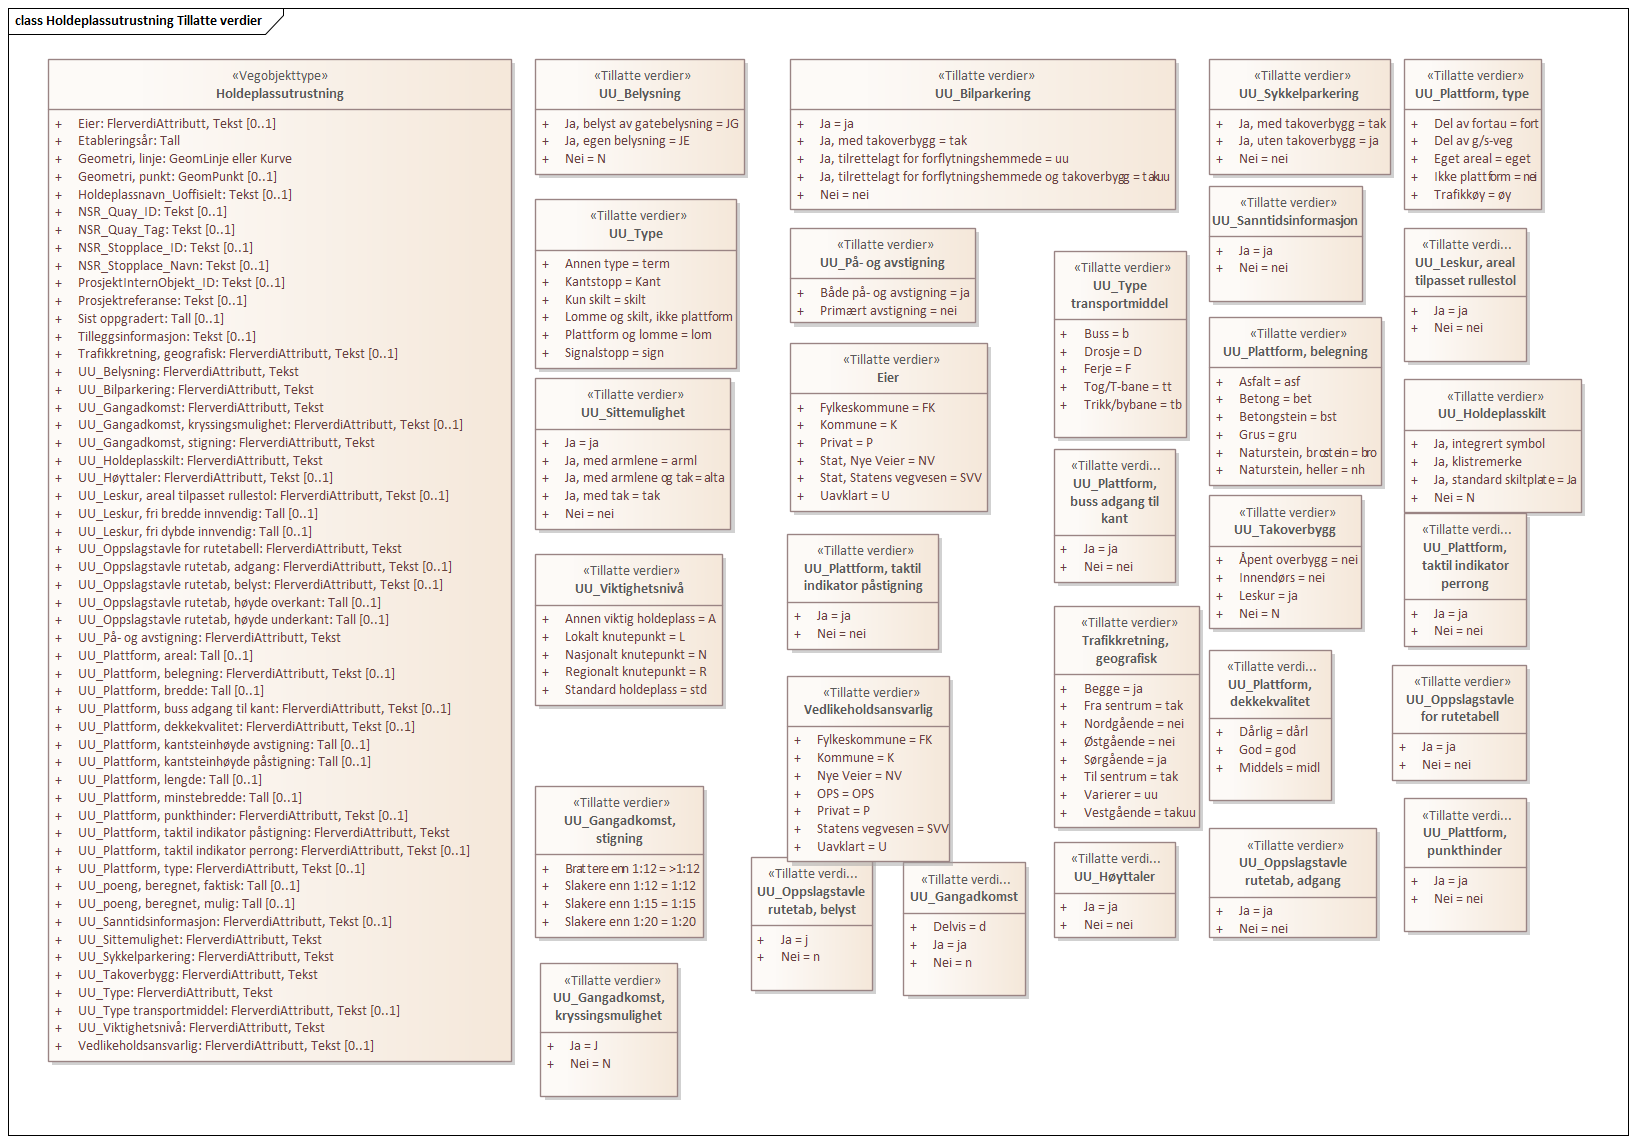 class Holdeplassutrustning Tillatte verdier
«Vegobjekttype»
Holdeplassutrustning
+ Eier: FlerverdiAttributt, Tekst [0..1]
+ Etableringsår: Tall
+ Geometri, linje: GeomLinje eller Kurve
+ Geometri, punkt: GeomPunkt [0..1]
+ Holdeplassnavn_Uoffisielt: Tekst [0..1]
+ NSR_Quay_ID: Tekst [0..1]
+ NSR_Quay_Tag: Tekst [0..1]
+ NSR_Stopplace_ID: Tekst [0..1]
+ NSR_Stopplace_Navn: Tekst [0..1]
+ ProsjektInternObjekt_ID: Tekst [0..1]
+ Prosjektreferanse: Tekst [0..1]
+ Sist oppgradert: Tall [0..1]
+ Tilleggsinformasjon: Tekst [0..1]
+ Trafikkretning, geografisk: FlerverdiAttributt, Tekst [0..1]
+ UU_Belysning: FlerverdiAttributt, Tekst
+ UU_Bilparkering: FlerverdiAttributt, Tekst
+ UU_Gangadkomst: FlerverdiAttributt, Tekst
+ UU_Gangadkomst, kryssingsmulighet: FlerverdiAttributt, Tekst [0..1]
+ UU_Gangadkomst, stigning: FlerverdiAttributt, Tekst
+ UU_Holdeplasskilt: FlerverdiAttributt, Tekst
+ UU_Høyttaler: FlerverdiAttributt, Tekst [0..1]
+ UU_Leskur, areal tilpasset rullestol: FlerverdiAttributt, Tekst [0..1]
+ UU_Leskur, fri bredde innvendig: Tall [0..1]
+ UU_Leskur, fri dybde innvendig: Tall [0..1]
+ UU_Oppslagstavle for rutetabell: FlerverdiAttributt, Tekst
+ UU_Oppslagstavle rutetab, adgang: FlerverdiAttributt, Tekst [0..1]
+ UU_Oppslagstavle rutetab, belyst: FlerverdiAttributt, Tekst [0..1]
+ UU_Oppslagstavle rutetab, høyde overkant: Tall [0..1]
+ UU_Oppslagstavle rutetab, høyde underkant: Tall [0..1]
+ UU_På- og avstigning: FlerverdiAttributt, Tekst
+ UU_Plattform, areal: Tall [0..1]
+ UU_Plattform, belegning: FlerverdiAttributt, Tekst [0..1]
+ UU_Plattform, bredde: Tall [0..1]
+ UU_Plattform, buss adgang til kant: FlerverdiAttributt, Tekst [0..1]
+ UU_Plattform, dekkekvalitet: FlerverdiAttributt, Tekst [0..1]
+ UU_Plattform, kantsteinhøyde avstigning: Tall [0..1]
+ UU_Plattform, kantsteinhøyde påstigning: Tall [0..1]
+ UU_Plattform, lengde: Tall [0..1]
+ UU_Plattform, minstebredde: Tall [0..1]
+ UU_Plattform, punkthinder: FlerverdiAttributt, Tekst [0..1]
+ UU_Plattform, taktil indikator påstigning: FlerverdiAttributt, Tekst
+ UU_Plattform, taktil indikator perrong: FlerverdiAttributt, Tekst [0..1]
+ UU_Plattform, type: FlerverdiAttributt, Tekst [0..1]
+ UU_poeng, beregnet, faktisk: Tall [0..1]
+ UU_poeng, beregnet, mulig: Tall [0..1]
+ UU_Sanntidsinformasjon: FlerverdiAttributt, Tekst [0..1]
+ UU_Sittemulighet: FlerverdiAttributt, Tekst
+ UU_Sykkelparkering: FlerverdiAttributt, Tekst
+ UU_Takoverbygg: FlerverdiAttributt, Tekst
+ UU_Type: FlerverdiAttributt, Tekst
+ UU_Type transportmiddel: FlerverdiAttributt, Tekst [0..1]
+ UU_Viktighetsnivå: FlerverdiAttributt, Tekst
+ Vedlikeholdsansvarlig: FlerverdiAttributt, Tekst [0..1]
«Tillatte verdier»
UU_Belysning
+ Ja, belyst av gatebelysning = JG
+ Ja, egen belysning = JE
+ Nei = N
«Tillatte verdier»
UU_Type
+ Annen type = term
+ Kantstopp = Kant
+ Kun skilt = skilt
+ Lomme og skilt, ikke plattform
+ Plattform og lomme = lom
+ Signalstopp = sign
«Tillatte verdier»
UU_Sittemulighet
+ Ja = ja
+ Ja, med armlene = arml
+ Ja, med armlene og tak = alta
+ Ja, med tak = tak
+ Nei = nei
«Tillatte verdier»
UU_Viktighetsnivå
+ Annen viktig holdeplass = A
+ Lokalt knutepunkt = L
+ Nasjonalt knutepunkt = N
+ Regionalt knutepunkt = R
+ Standard holdeplass = std
«Tillatte verdier»
UU_Gangadkomst,
stigning
+ Brattere enn 1:12 = >1:12
+ Slakere enn 1:12 = 1:12
+ Slakere enn 1:15 = 1:15
+ Slakere enn 1:20 = 1:20
«Tillatte verdier»
UU_Gangadkomst,
kryssingsmulighet
+ Ja = J
+ Nei = N
«Tillatte verdier»
UU_Bilparkering
+ Ja = ja
+ Ja, med takoverbygg = tak
+ Ja, tilrettelagt for forflytningshemmede = uu
+ Ja, tilrettelagt for forflytningshemmede og takoverbygg = takuu
+ Nei = nei
«Tillatte verdier»
UU_På- og avstigning
+ Både på- og avstigning = ja
+ Primært avstigning = nei
«Tillatte verdier»
Eier
+ Fylkeskommune = FK
+ Kommune = K
+ Privat = P
+ Stat, Nye Veier = NV
+ Stat, Statens vegvesen = SVV
+ Uavklart = U
«Tillatte verdier»
UU_Plattform, taktil
indikator påstigning
+ Ja = ja
+ Nei = nei
«Tillatte verdier»
Vedlikeholdsansvarlig
+ Fylkeskommune = FK
+ Kommune = K
+ Nye Veier = NV
+ OPS = OPS
+ Privat = P
+ Statens vegvesen = SVV
+ Uavklart = U
«Tillatte verdi...
UU_Oppslagstavle
rutetab, belyst
+ Ja = j
+ Nei = n
«Tillatte verdi...
UU_Gangadkomst
+ Delvis = d
+ Ja = ja
+ Nei = n
«Tillatte verdier»
UU_Type
transportmiddel
+ Buss = b
+ Drosje = D
+ Ferje = F
+ Tog/T-bane = tt
+ Trikk/bybane = tb
«Tillatte verdi...
UU_Plattform,
buss adgang til
kant
+ Ja = ja
+ Nei = nei
«Tillatte verdier»
Trafikkretning,
geografisk
+ Begge = ja
+ Fra sentrum = tak
+ Nordgående = nei
+ Østgående = nei
+ Sørgående = ja
+ Til sentrum = tak
+ Varierer = uu
+ Vestgående = takuu
«Tillatte verdi...
UU_Høyttaler
+ Ja = ja
+ Nei = nei
«Tillatte verdier»
UU_Sykkelparkering
+ Ja, med takoverbygg = tak
+ Ja, uten takoverbygg = ja
+ Nei = nei
«Tillatte verdier»
UU_Sanntidsinformasjon
+ Ja = ja
+ Nei = nei
«Tillatte verdier»
UU_Plattform, belegning
+ Asfalt = asf
+ Betong = bet
+ Betongstein = bst
+ Grus = gru
+ Naturstein, brostein = bro
+ Naturstein, heller = nh
«Tillatte verdier»
UU_Takoverbygg
+ Åpent overbygg = nei
+ Innendørs = nei
+ Leskur = ja
+ Nei = N
«Tillatte verdi...
UU_Plattform,
dekkekvalitet
+ Dårlig = dårl
+ God = god
+ Middels = midl
«Tillatte verdier»
UU_Oppslagstavle
rutetab, adgang
+ Ja = ja
+ Nei = nei
«Tillatte verdier»
UU_Plattform, type
+ Del av fortau = fort
+ Del av g/s-veg
+ Eget areal = eget
+ Ikke plattform = nei
+ Trafikkøy = øy
«Tillatte verdi...
UU_Leskur, areal
tilpasset rullestol
+ Ja = ja
+ Nei = nei
«Tillatte verdier»
UU_Holdeplasskilt
+ Ja, integrert symbol
+ Ja, klistremerke
+ Ja, standard skiltplate = Ja
+ Nei = N
«Tillatte verdi...
UU_Plattform,
taktil indikator
perrong
+ Ja = ja
+ Nei = nei
«Tillatte verdier»
UU_Oppslagstavle
for rutetabell
+ Ja = ja
+ Nei = nei
«Tillatte verdi...
UU_Plattform,
punkthinder
+ Ja = ja
+ Nei = nei